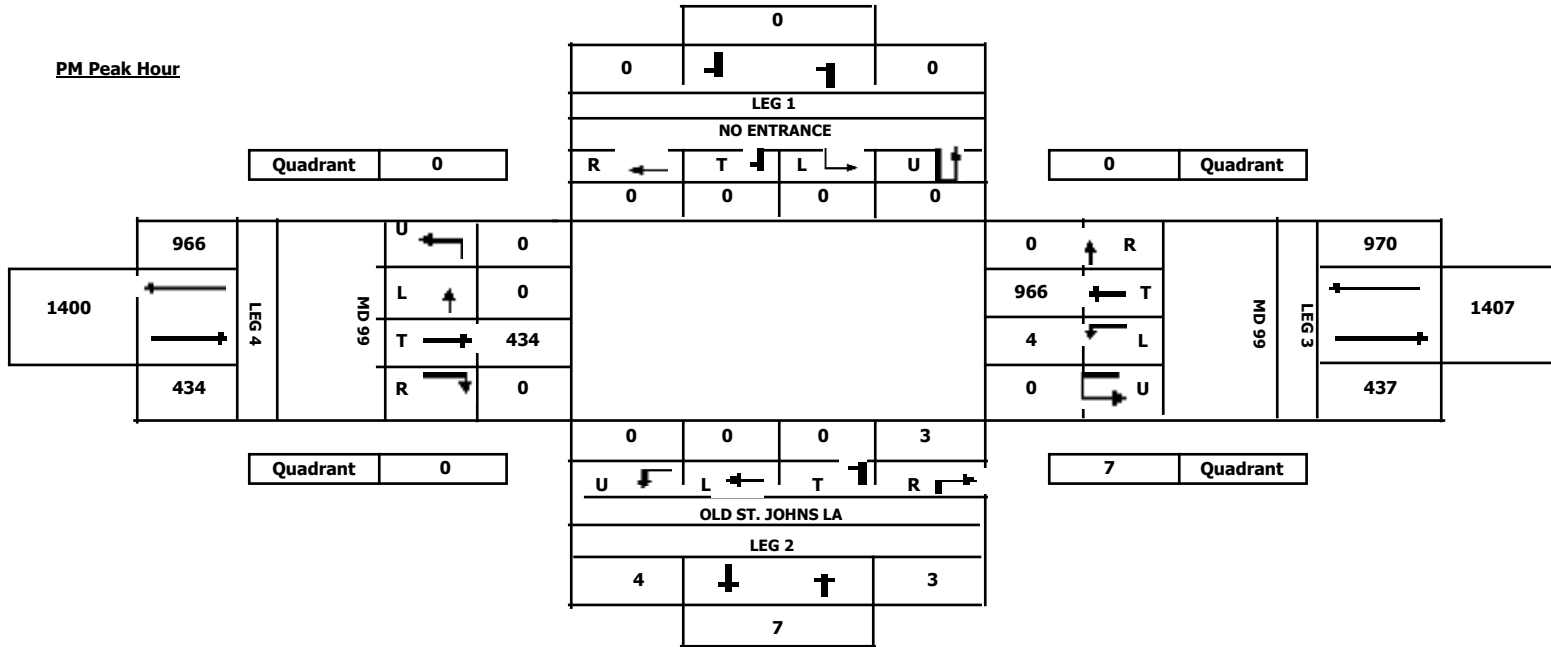 0
PM Peak Hour
0 0
LEG 1
NO ENTRANCE
Quadrant 0
R T L U
0 Quadrant
0 0 0 0
966 U 0
0 R 970
1400 LEG 4 MD 99 L 0
966 T MD 99 LEG 3 1407
T 434
4 L
434 R 0
0 U 437
0 0 0 3
Quadrant 0
7 Quadrant
U L T R
OLD ST. JOHNS LA
LEG 2
4 3
7